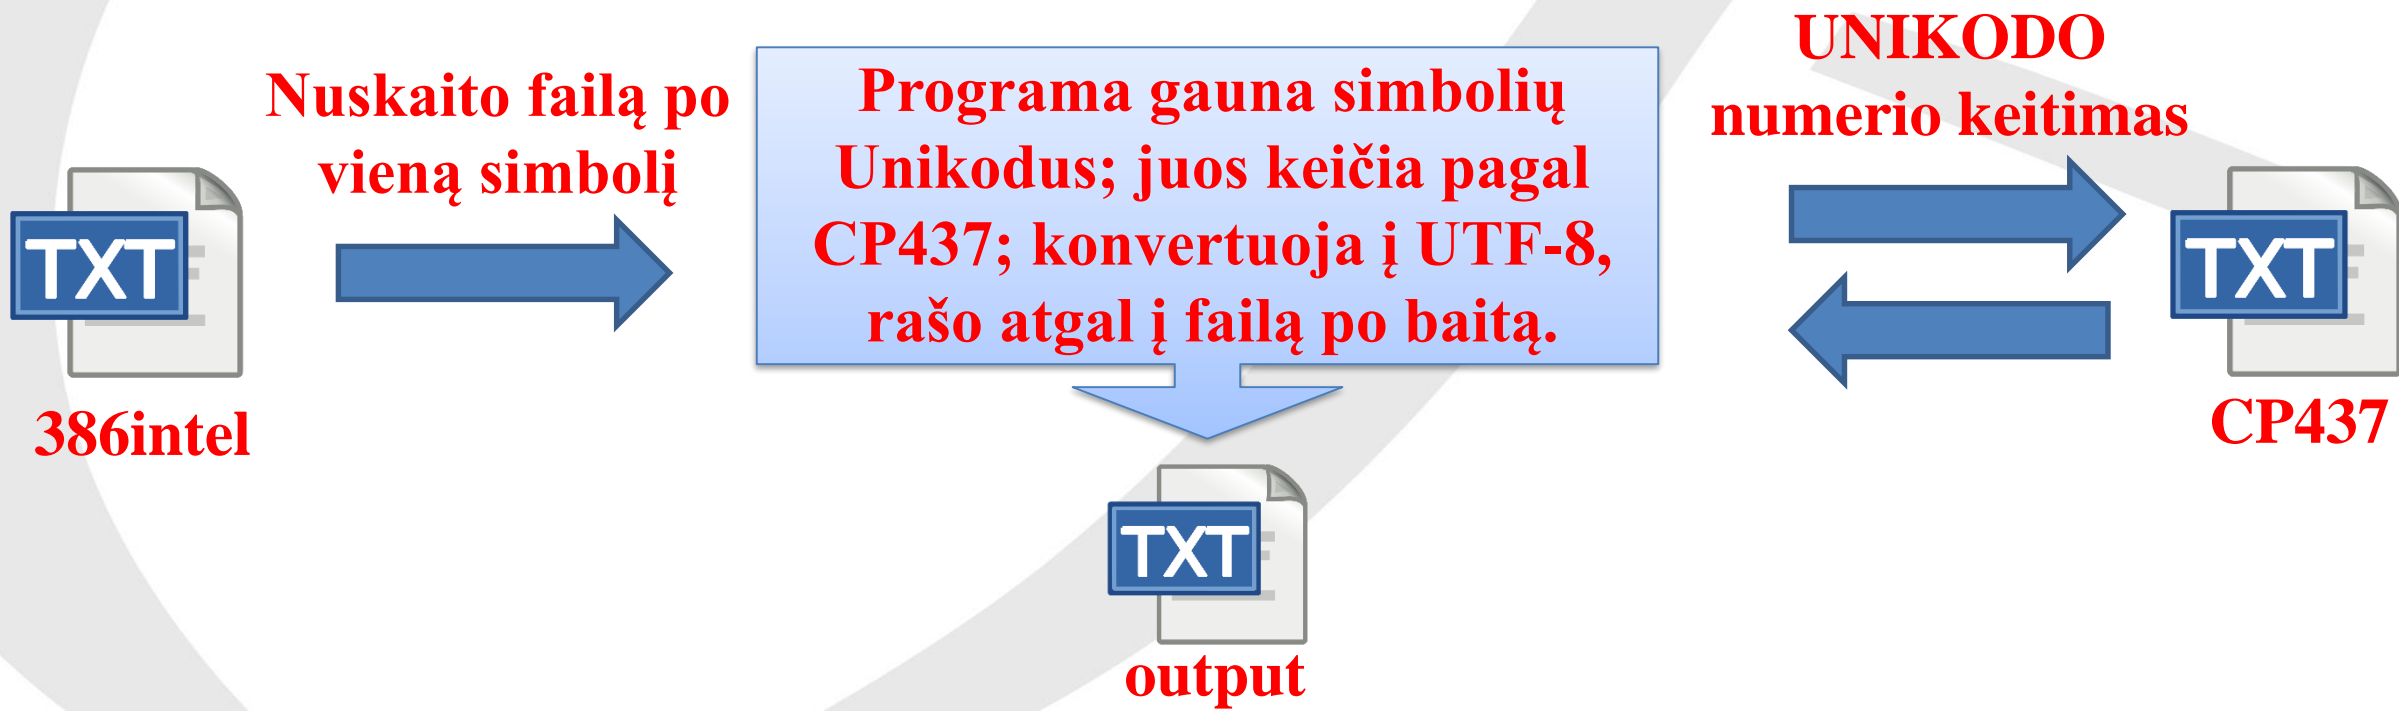 Nuskaito failą po
vieną simbolį
TXT
386intel
Programa gauna simbolių
Unikodus; juos keičia pagal
CP437; konvertuoja į UTF-8,
rašo atgal į failą po baitą.
UNIKODO
numerio keitimas
TXT
CP437
TXT
output